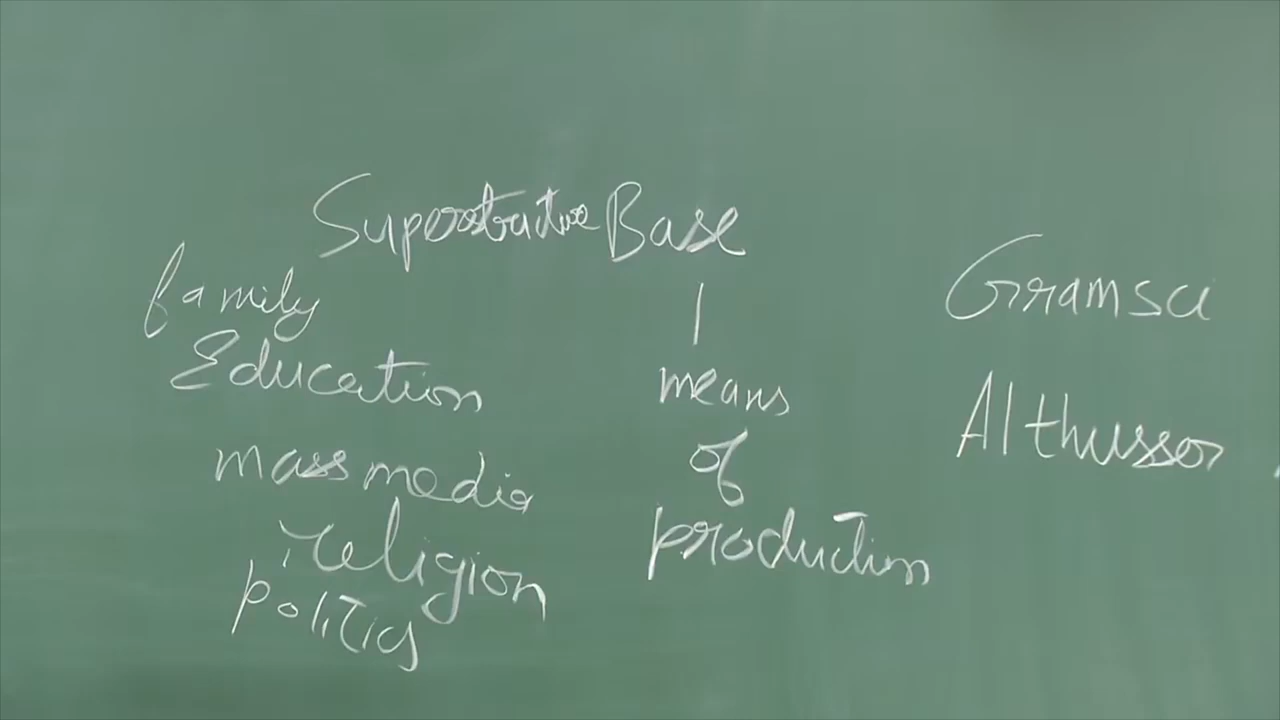 Superstructure Base
family
Education
mass media
religion
politics
means
of
production
Gramsci
Althusser